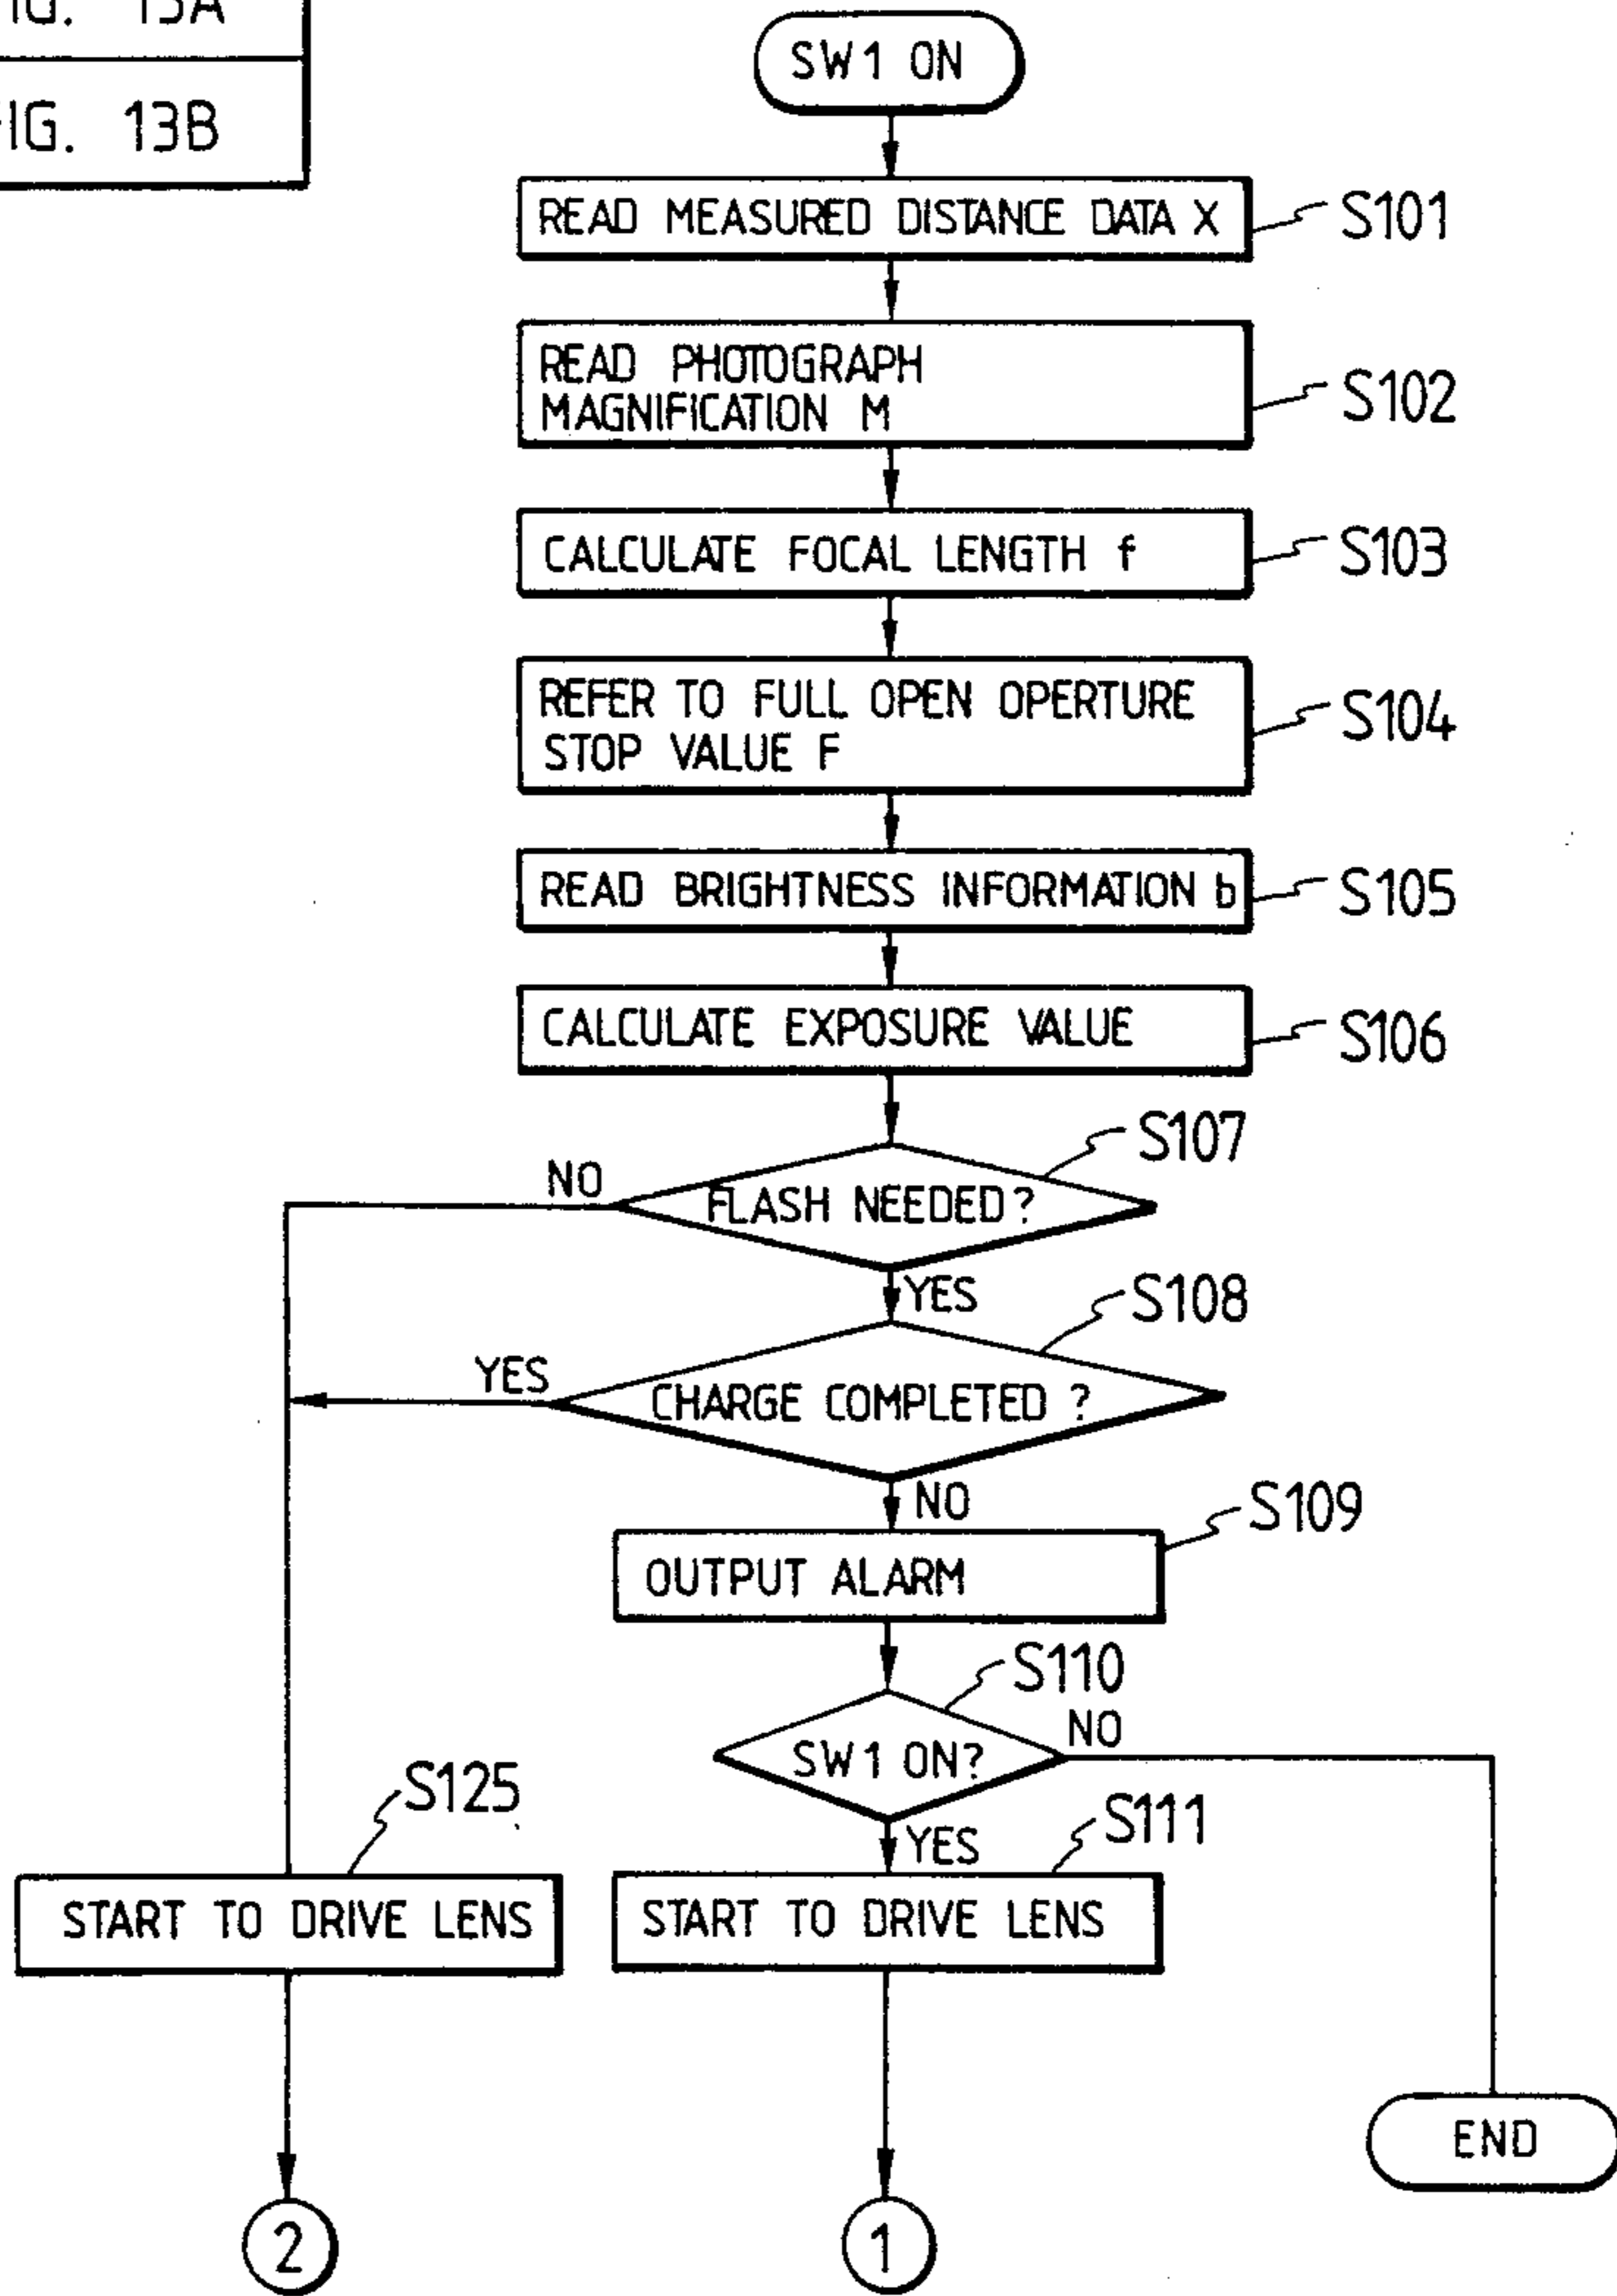 FIG. 13A
FIG. 13B
SW1 ON
READ MEASURED DISTANCE DATA X
S101
READ PHOTOGRAPH
MAGNIFICATION M
S102
CALCULATE FOCAL LENGTH f
S103
REFER TO FULL OPEN OPERTURE
STOP VALUE F
S104
READ BRIGHTNESS INFORMATION b
S105
CALCULATE EXPOSURE VALUE
S106
S107
NO
FLASH NEEDED?
YES
S108
YES
CHARGE COMPLETED ?
NO
S109
OUTPUT ALARM
S110
NO
SW1 ON?
S125
YES
S111
START TO DRIVE LENS
START TO DRIVE LENS
END
2
1